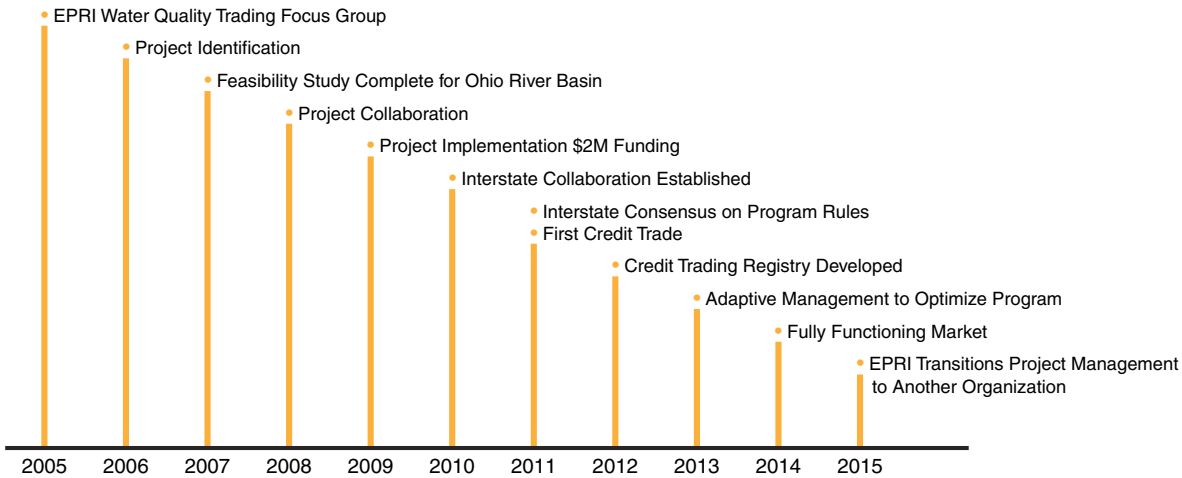 • EPRI Water Quality Trading Focus Group
• Project Identification
• Feasibility Study Complete for Ohio River Basin
• Project Collaboration
• Project Implementation $2M Funding
• Interstate Collaboration Established
• Interstate Consensus on Program Rules
• First Credit Trade
• Credit Trading Registry Developed
• Adaptive Management to Optimize Program
• Fully Functioning Market
• EPRI Transitions Project Management
to Another Organization
2005 2006 2007 2008 2009 2010 2011 2012 2013 2014 2015